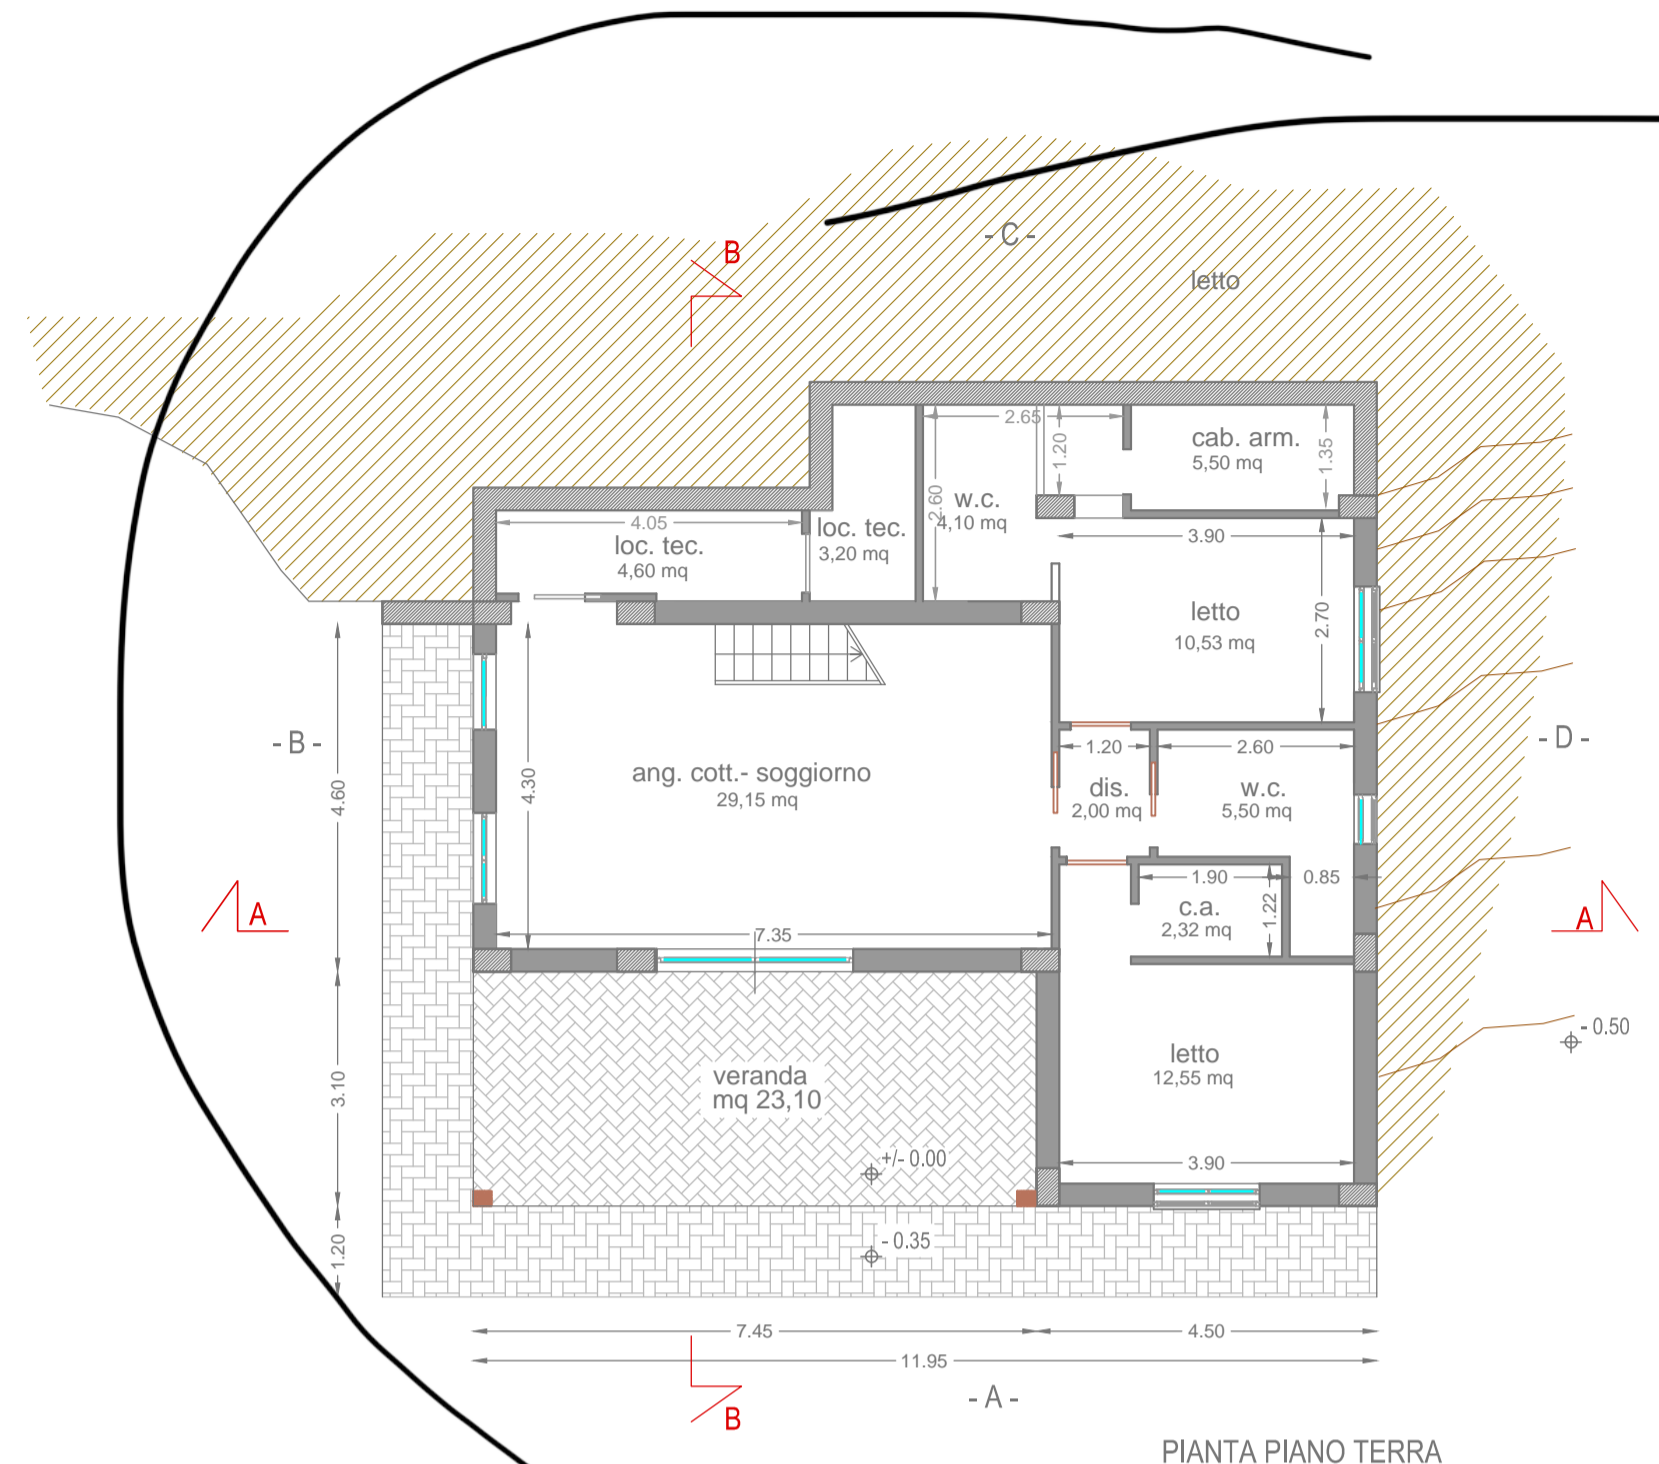 B
- C -
letto
2.65
1.20
cab. arm.
5,50 mq
1.35
2.60
w.c.
4,10 mq
4.05
loc. tec.
4,60 mq
loc. tec.
3,20 mq
3.90
letto
10,53 mq
2.70
- B -
4.60
4.30
ang. cott.- soggiorno
29,15 mq
1.20
2.60
dis.
2,00 mq
w.c.
5,50 mq
- D -
A
7.35
1.90
0.85
c.a.
2,32 mq
1.22
A
- 0.50
3.10
veranda
mq 23,10
letto
12,55 mq
+/- 0.00
3.90
1.20
- 0.35
7.45
4.50
11.95
- A -
B
PIANTA PIANO TERRA